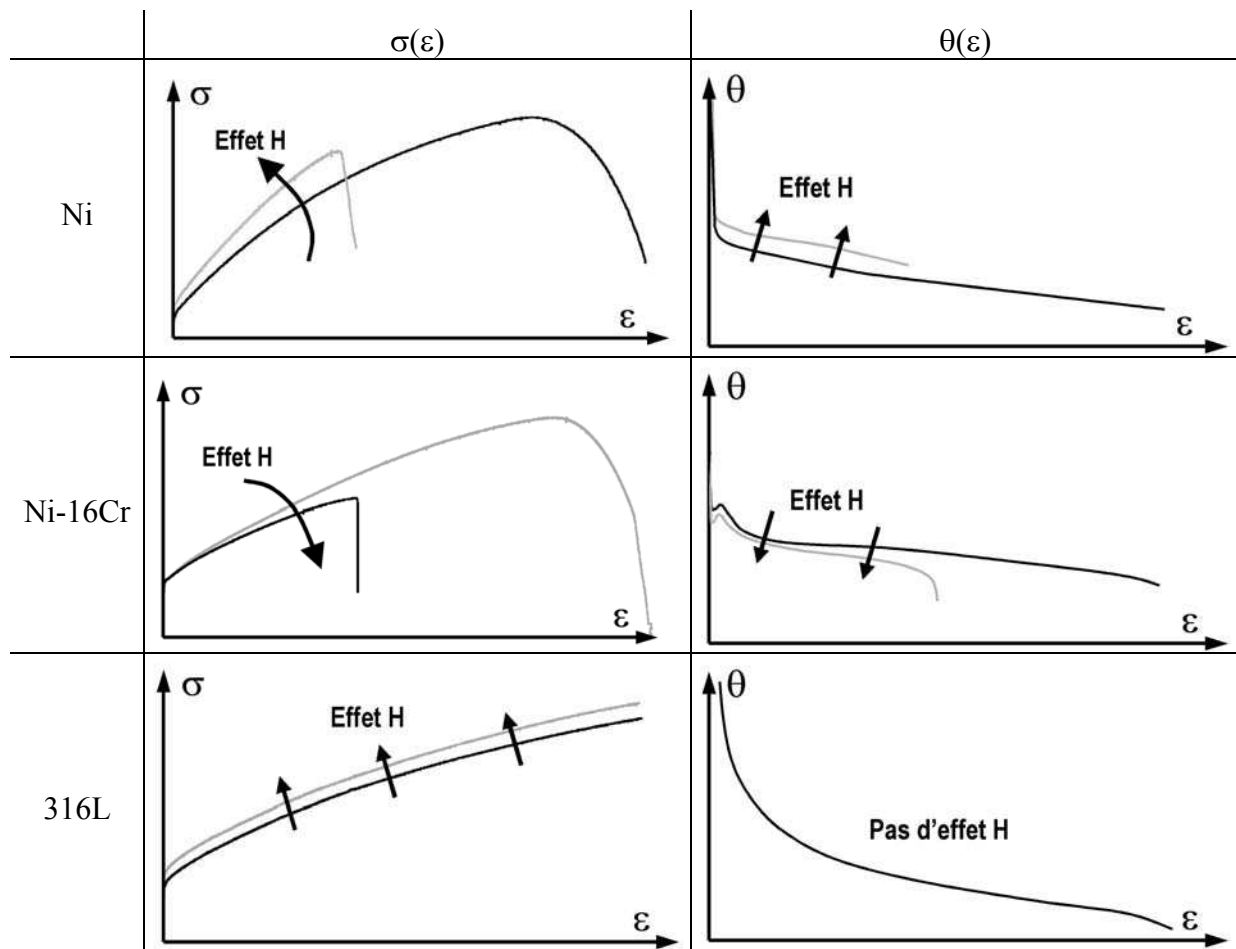 σ(ε) θ(ε)
Ni
σ
Effet H
ε
θ
Effet H
ε
Ni-16Cr
σ
Effet H
ε
θ
Effet H
ε
316L
σ
Effet H
ε
θ
Pas d'effet H
ε